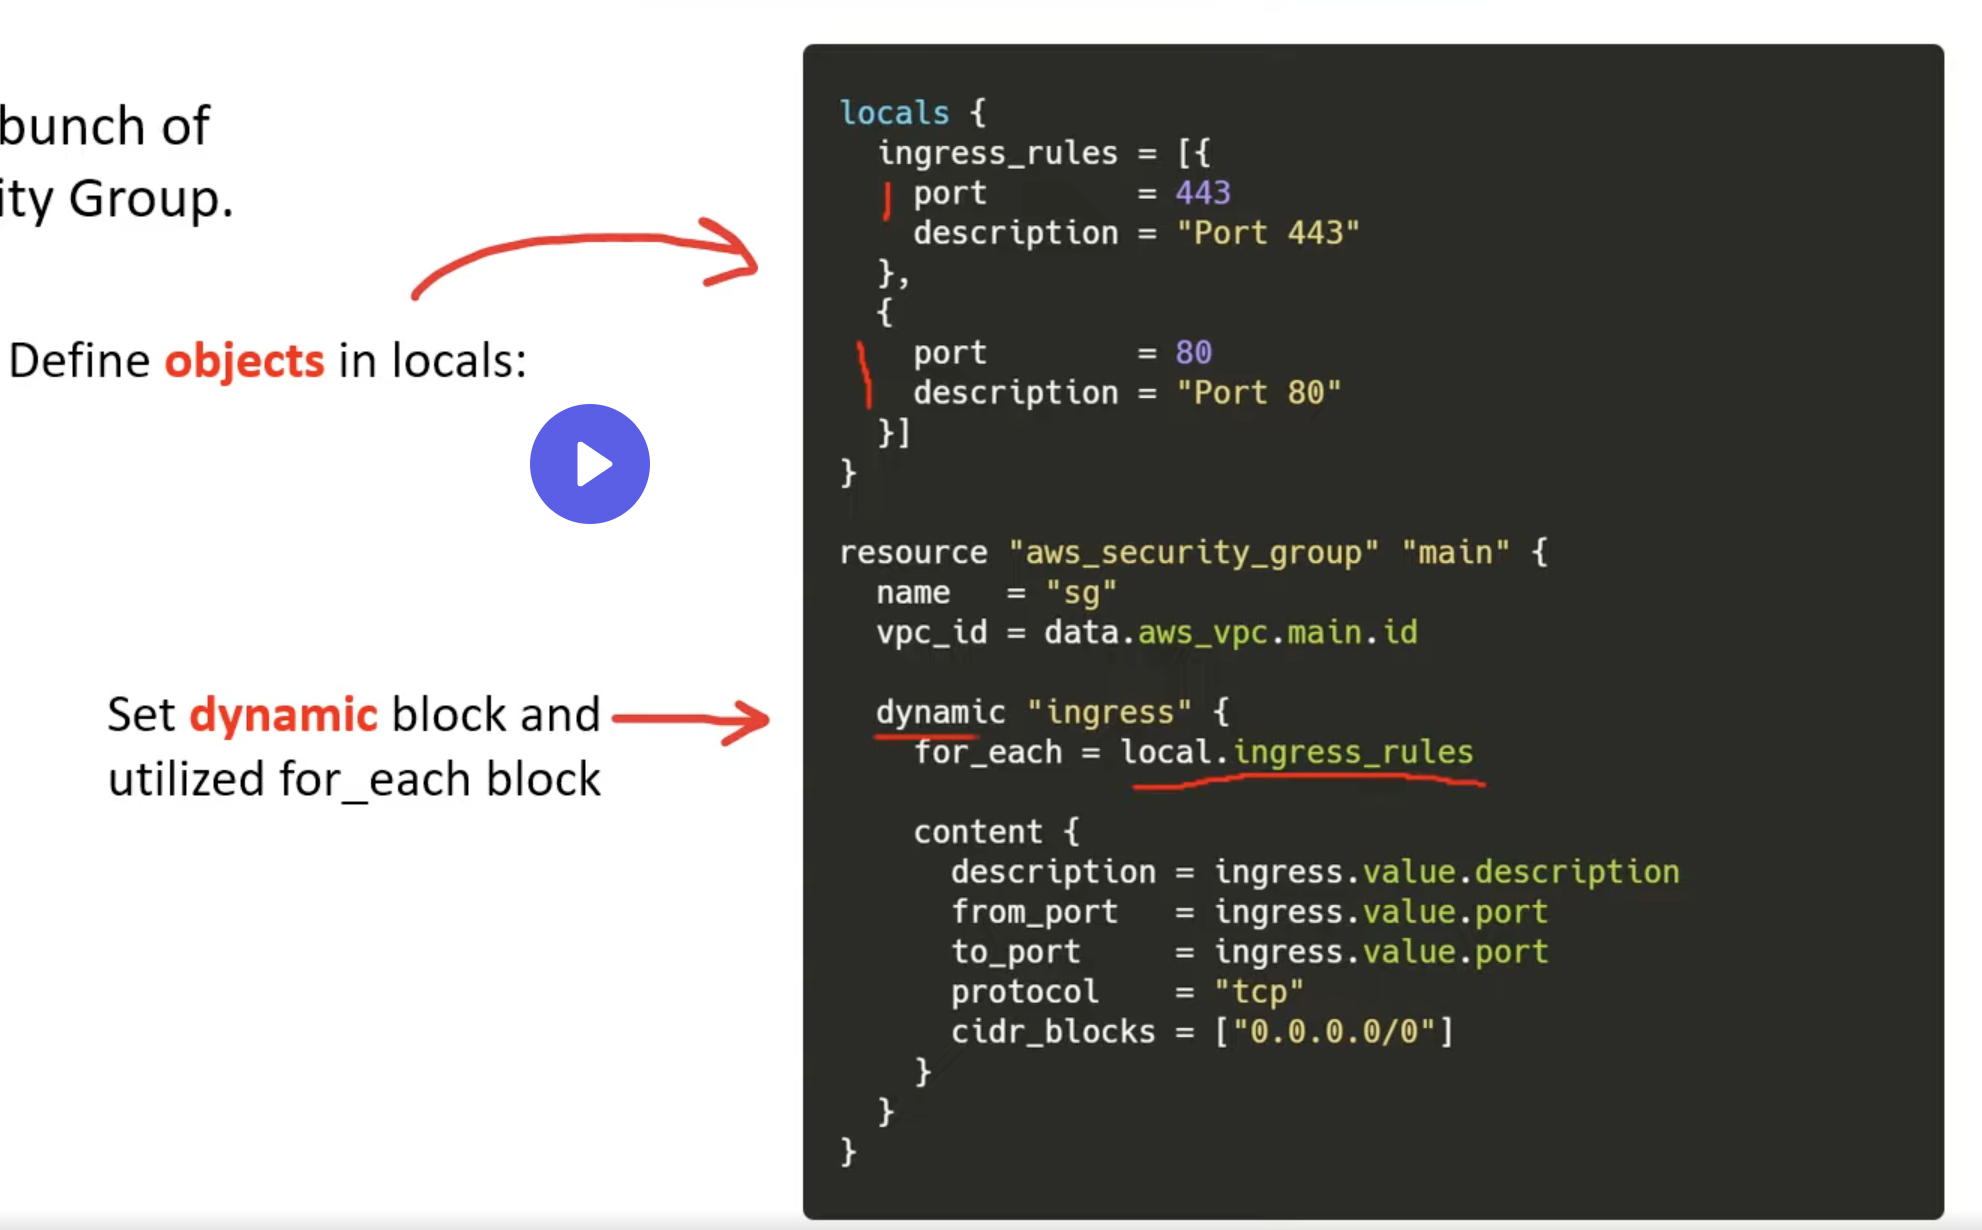 bunch of
ity Group.
Define objects in locals:
Set dynamic block and
utilized for_each block
locals {
  ingress_rules = [{
    port        = 443
    description = "Port 443"
  },
  {
    port        = 80
    description = "Port 80"
  }]
}
resource "aws_security_group" "main" {
  name   = "sg"
  vpc_id = data.aws_vpc.main.id
  dynamic "ingress" {
    for_each = local.ingress_rules
    content {
      description = ingress.value.description
      from_port   = ingress.value.port
      to_port     = ingress.value.port
      protocol    = "tcp"
      cidr_blocks = ["0.0.0.0/0"]
    }
  }
}